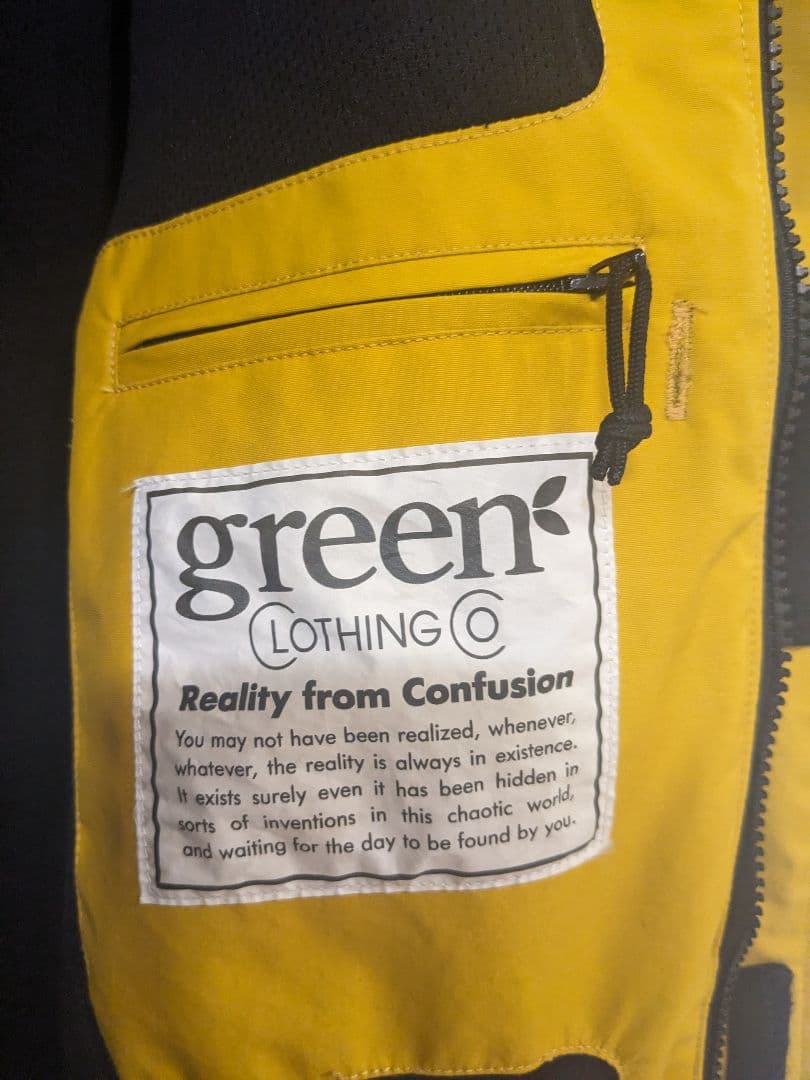 green
CLOTHING CO
Reality from Confusion
You may not have been realized, whenever,
whatever, the reality is always in existence.
It exists surely even it has been hidden in
sorts of inventions in this chaotic world,
and waiting for the day to be found by you.